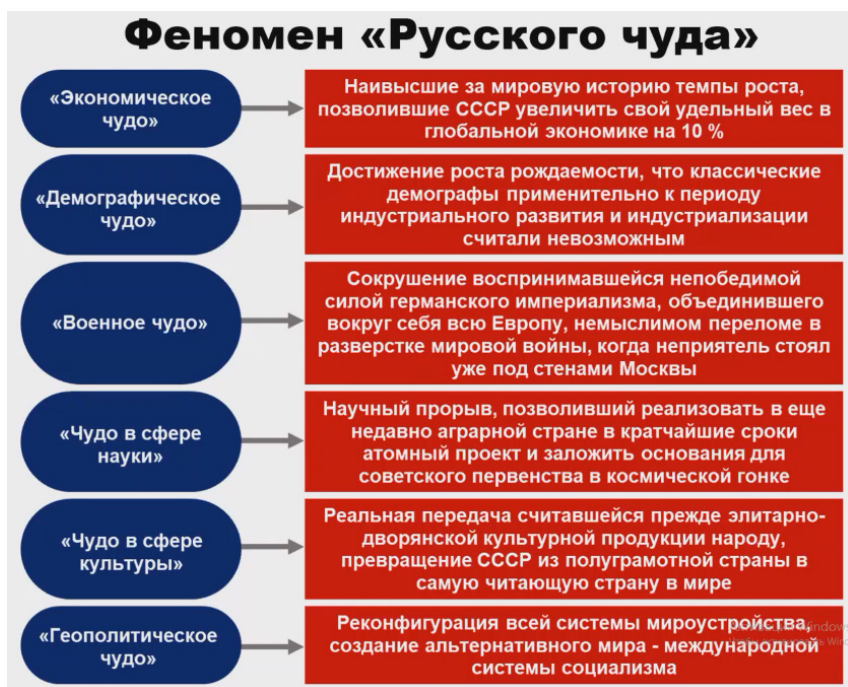 Феномен «Русского чуда»
«Экономическое
чудо»
Наивысшие за мировую историю темпы роста,
позволившие СССР увеличить свой удельный вес в
глобальной экономике на 10 %
«Демографическое
чудо»
Достижение роста рождаемости, что классические
демографы применительно к периоду
индустриального развития и индустриализации
считали невозможным
«Военное чудо»
Сокрушение воспринимавшейся непобедимой
силой германского империализма, объединившего
вокруг себя всю Европу, немыслимом переломе в
разверстке мировой войны, когда неприятель стоял
уже под стенами Москвы
«Чудо в сфере
науки»
Научный прорыв, позволивший реализовать в еще
недавно аграрной стране в кратчайшие сроки
атомный проект и заложить основания для
советского первенства в космической гонке
«Чудо в сфере
культуры»
Реальная передача считавшейся прежде элитарно-
дворянской культурной продукции народу,
превращение СССР из полуграмотной страны в
самую читающую страну в мире
«Геополитическое
чудо»
Реконфигурация всей системы мироустройства,
создание альтернативного мира - международной
системы социализма